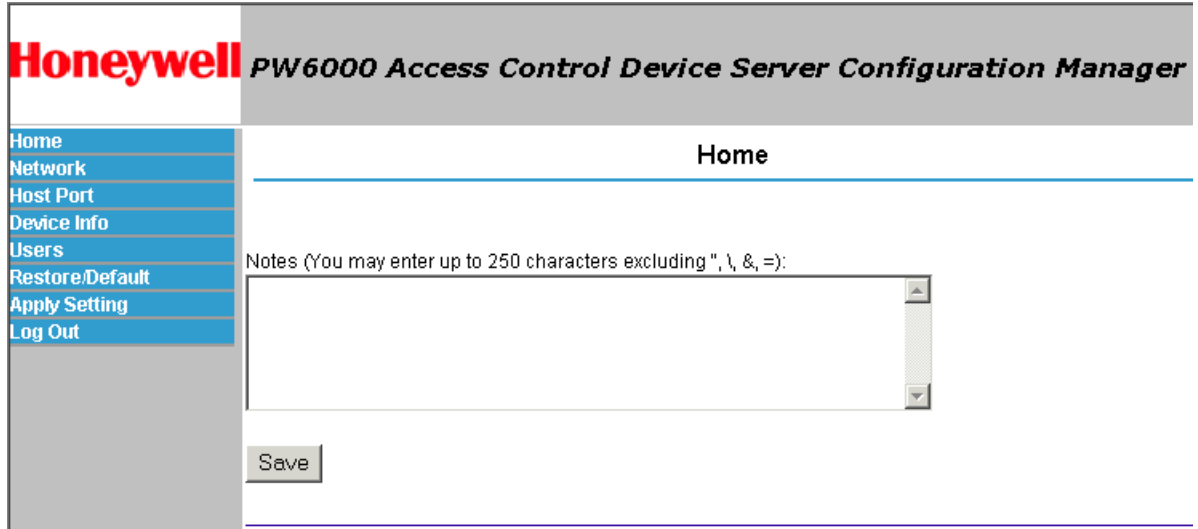 Honeywell PW6000 Access Control Device Server Configuration Manager
Home
Network
Host Port
Device Info
Users
Restore/Default
Apply Setting
Log Out
Home
Notes (You may enter up to 250 characters excluding ", \, &, =):
Save